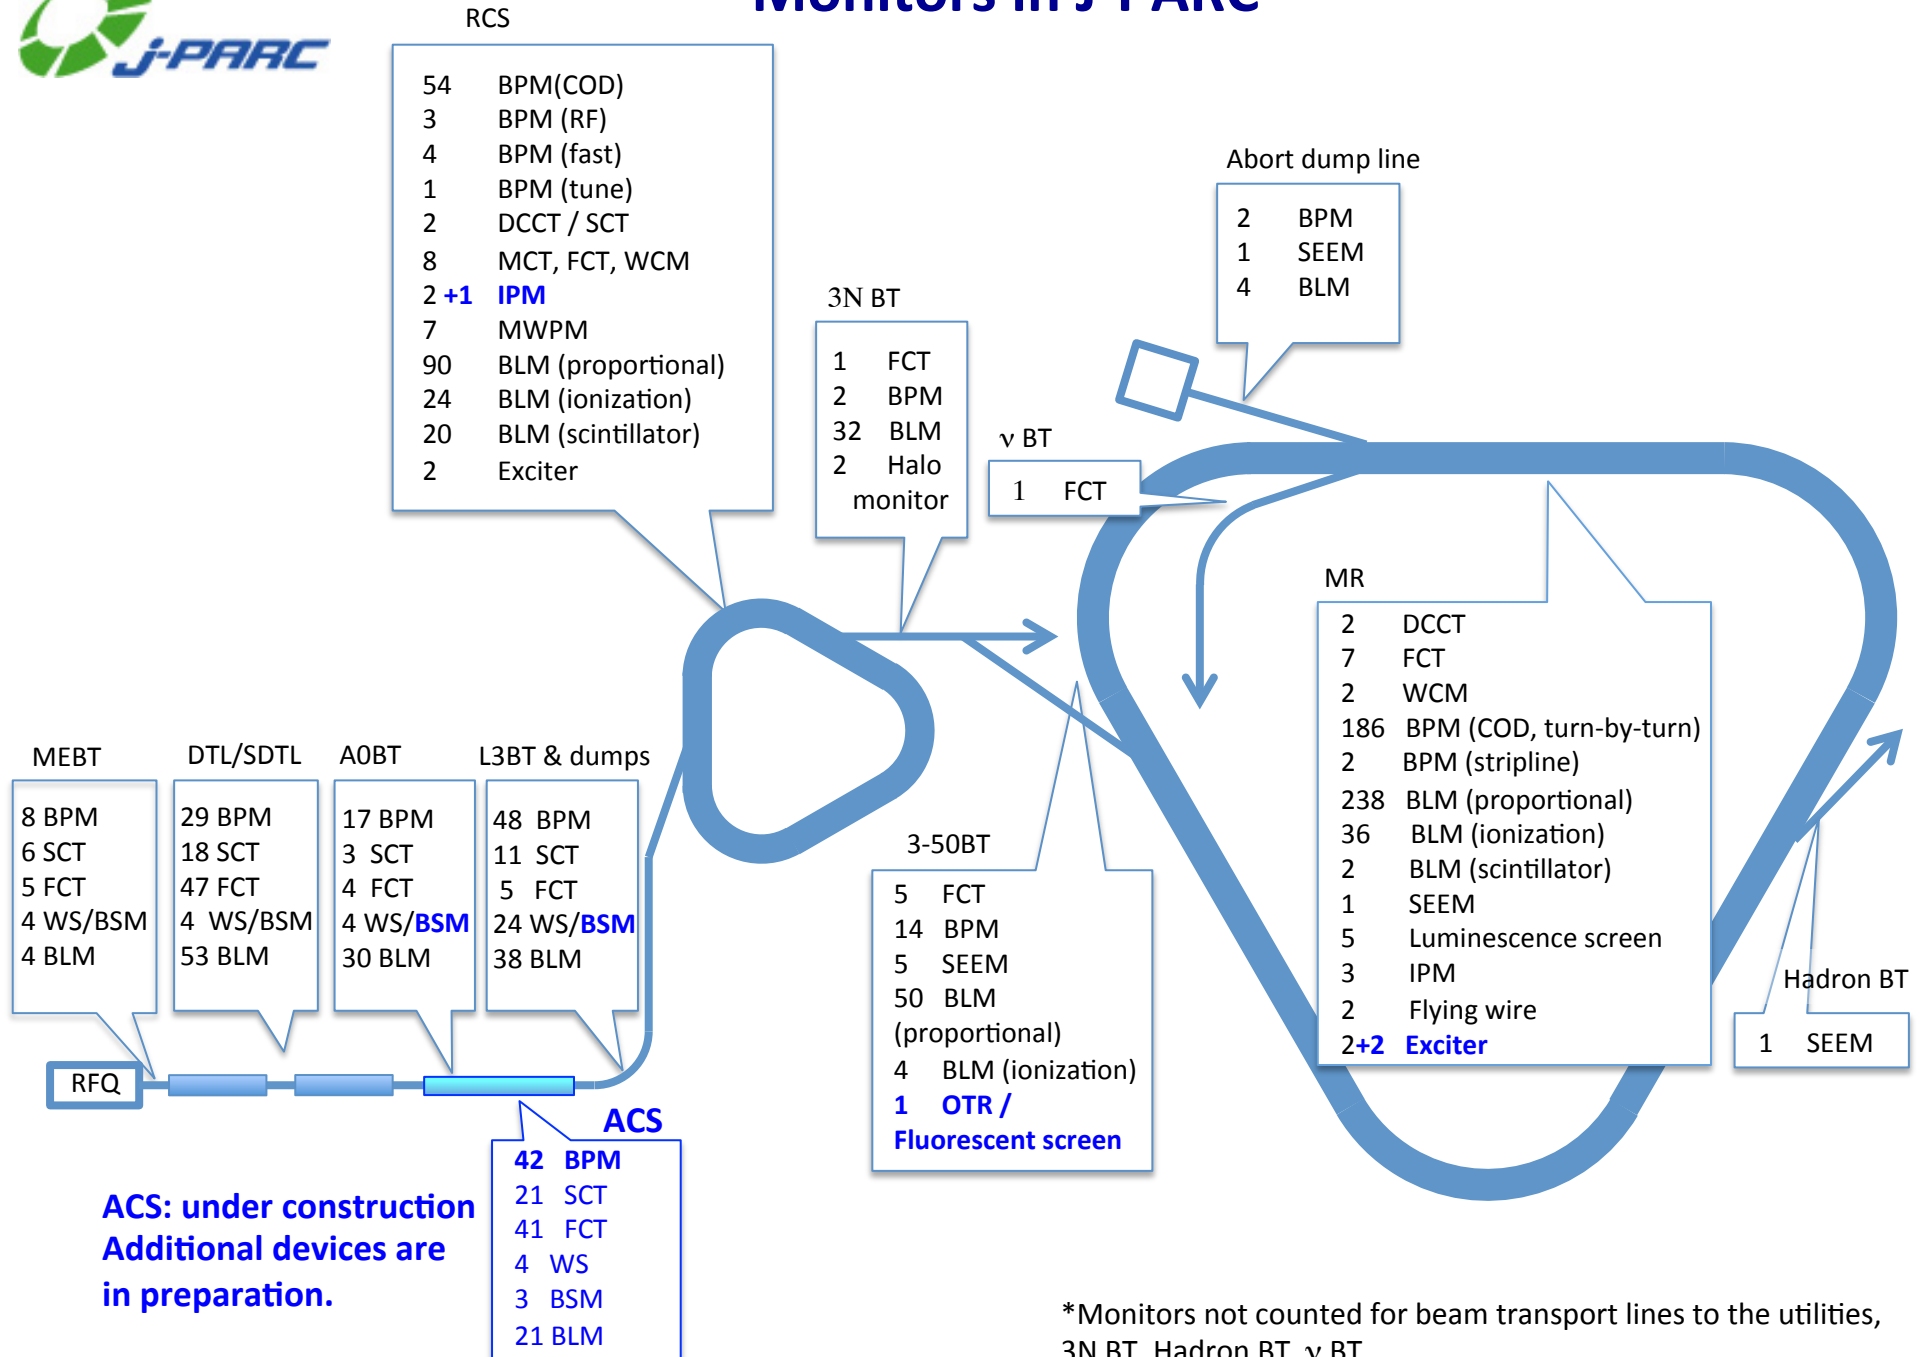 Monitors in J-PARC
J-PARC
RCS
54 BPM(COD)
3 BPM (RF)
4 BPM (fast)
1 BPM (tune)
2 DCCT / SCT
8 MCT, FCT, WCM
2 +1 IPM
7 MWPM
90 BLM (proportional)
24 BLM (ionization)
20 BLM (scintillator)
2 Exciter
3N BT
1 FCT
2 BPM
32 BLM
2 Halo
monitor
ν BT
1 FCT
Abort dump line
2 BPM
1 SEEM
4 BLM
MR
2 DCCT
7 FCT
2 WCM
186 BPM (COD, turn-by-turn)
2 BPM (stripline)
238 BLM (proportional)
36 BLM (ionization)
2 BLM (scintillator)
1 SEEM
5 Luminescence screen
3 IPM
2 Flying wire
2+2 Exciter
Hadron BT
1 SEEM
3-50BT
5 FCT
14 BPM
5 SEEM
50 BLM
(proportional)
4 BLM (ionization)
1 OTR /
Fluorescent screen
MEBT
8 BPM
6 SCT
5 FCT
4 WS/BSM
4 BLM
DTL/SDTL
29 BPM
18 SCT
47 FCT
4 WS/BSM
53 BLM
A0BT
17 BPM
3 SCT
4 FCT
4 WS/BSM
30 BLM
L3BT & dumps
48 BPM
11 SCT
5 FCT
24 WS/BSM
38 BLM
RFQ
ACS
42 BPM
21 SCT
41 FCT
4 WS
3 BSM
21 BLM
ACS: under construction
Additional devices are
in preparation.
*Monitors not counted for beam transport lines to the utilities,
3N BT, Hadron BT, ν BT